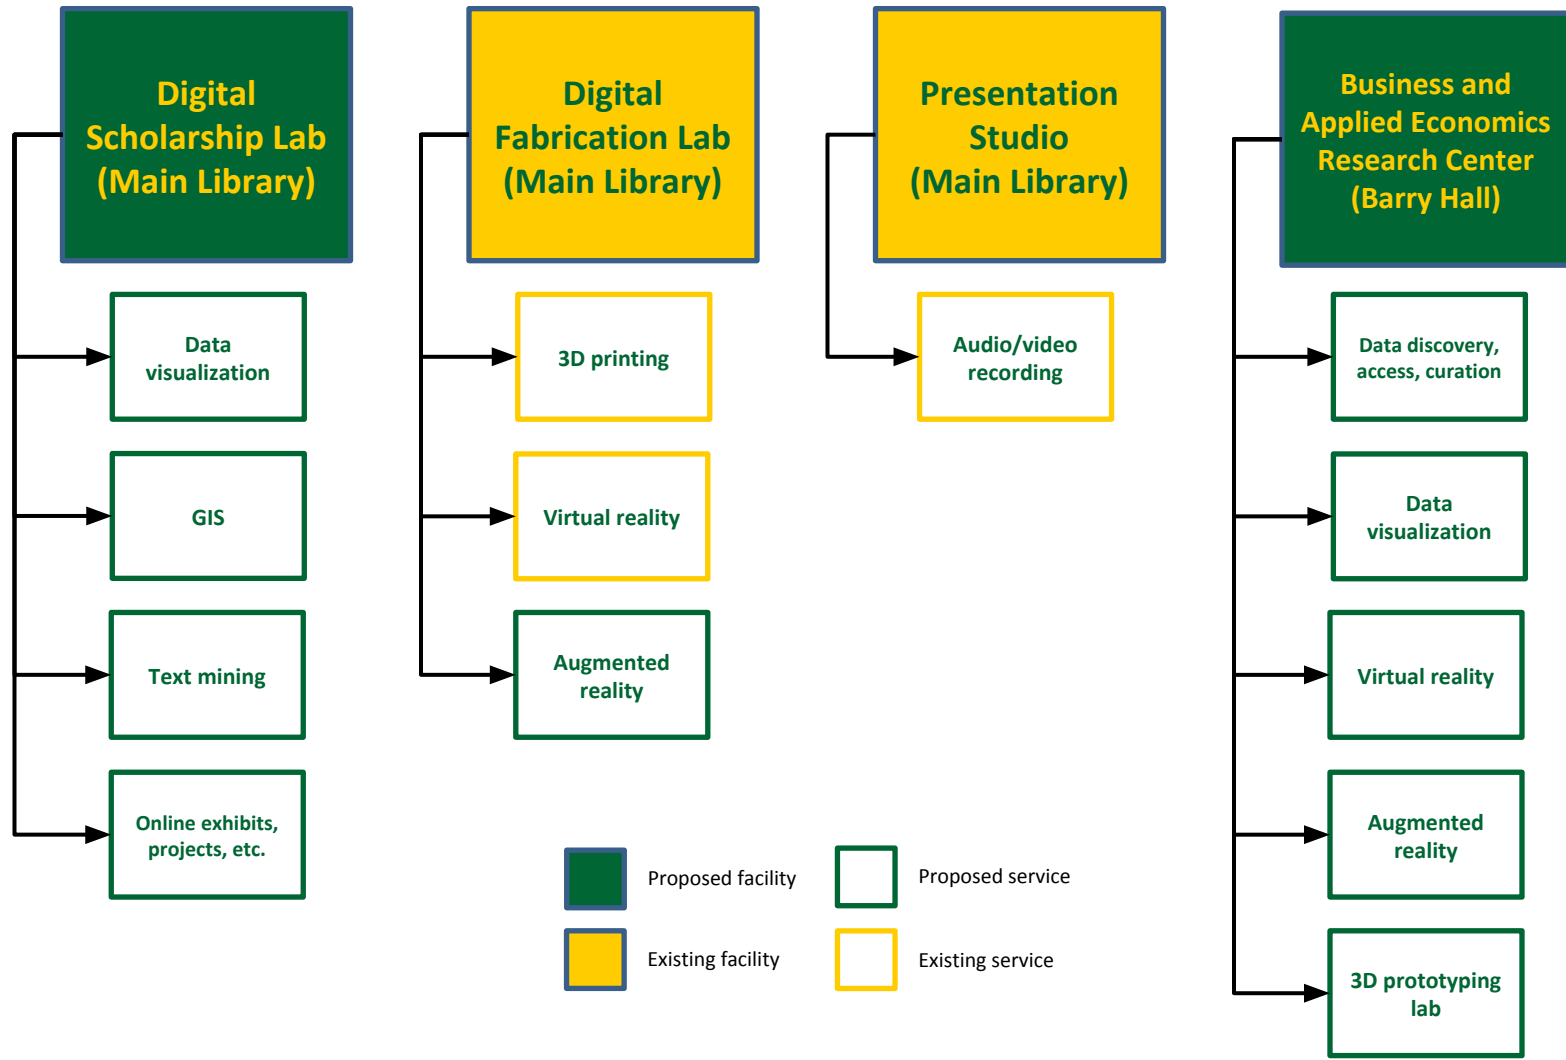 Digital
Scholarship Lab
(Main Library)
Data
visualization
GIS
Text mining
Online exhibits,
projects, etc.
Digital
Fabrication Lab
(Main Library)
3D printing
Virtual reality
Augmented
reality
Presentation
Studio
(Main Library)
Audio/video
recording
Business and
Applied Economics
Research Center
(Barry Hall)
Data discovery,
access, curation
Data
visualization
Virtual reality
Augmented
reality
3D prototyping
lab
Proposed facility
Proposed service
Existing facility
Existing service